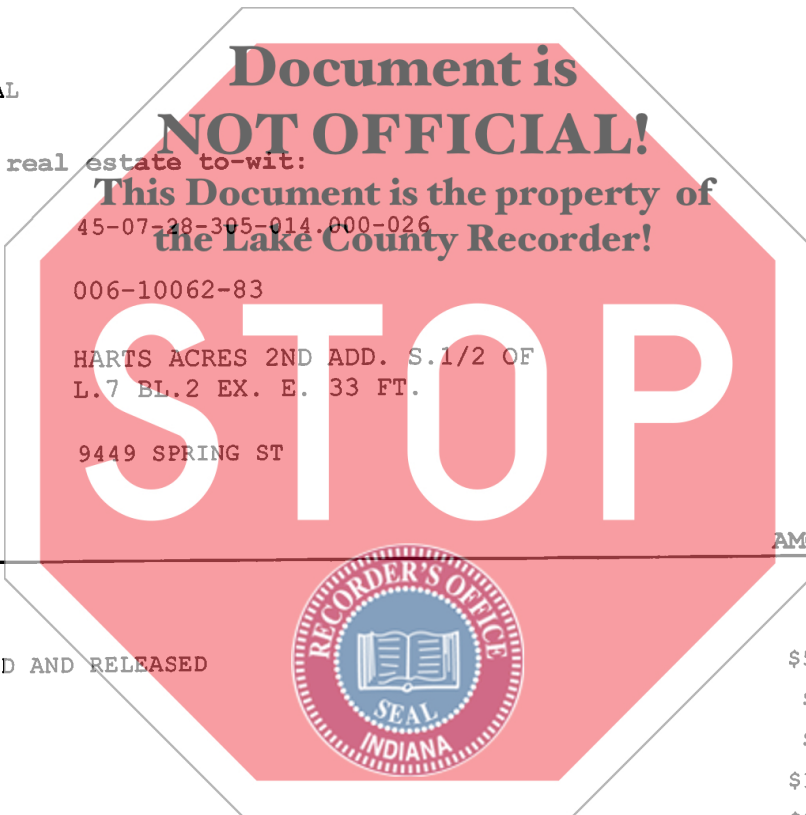 Document is
AL
NOT OFFICIAL!
real estate to-wit:
This Document is the property of
45-07-28-305-014.000-026
the Lake County Recorder!
006-10062-83
STOP
HARTS ACRES 2ND ADD. S.1/2 OF
L.7 BL.2 EX. E. 33 FT.
9449 SPRING ST
RECORDER'S OFFICE
SEAL
INDIANA
D AND RELEASED